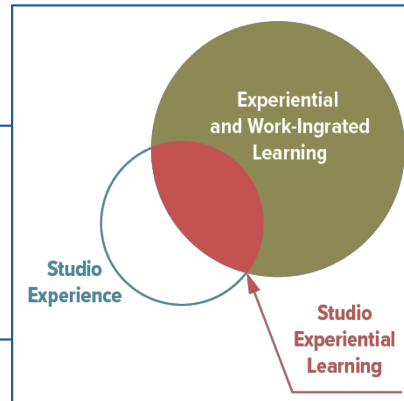 Experiential
and Work-Ingrated
Learning
Studio
Experience
Studio
Experiential
Learning